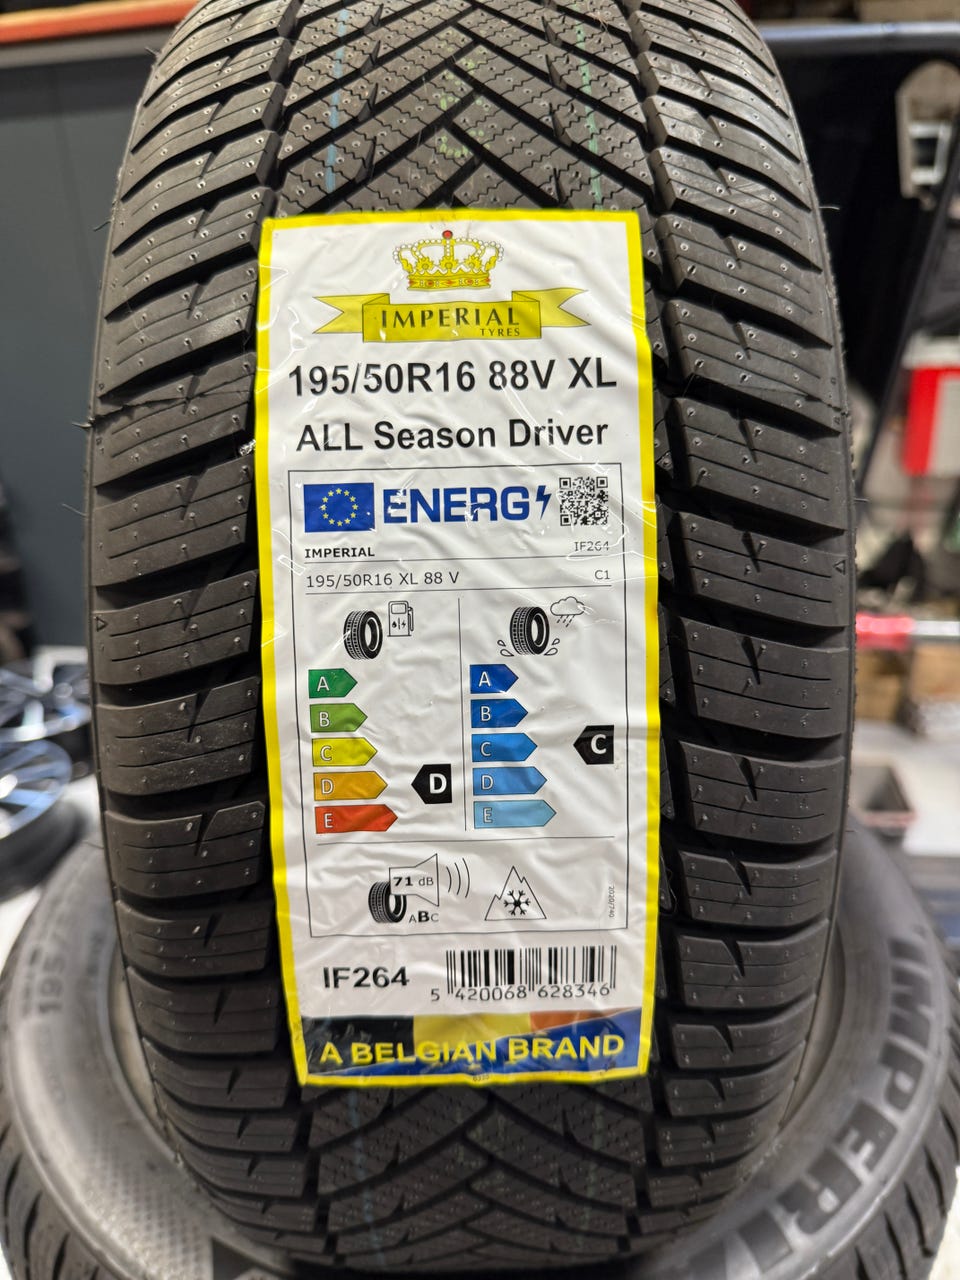 IMPERIAL
TYRES
195/50R16 88V XL
ALL Season Driver
ENERG
IMPERIAL IF264
195/50R16 XL 88 V C1
A A
B B
C C C
D D D
E E
71 dB
ABC
2020/740
IF264
5 420068 628346
A BELGIAN BRAND
IMPERI